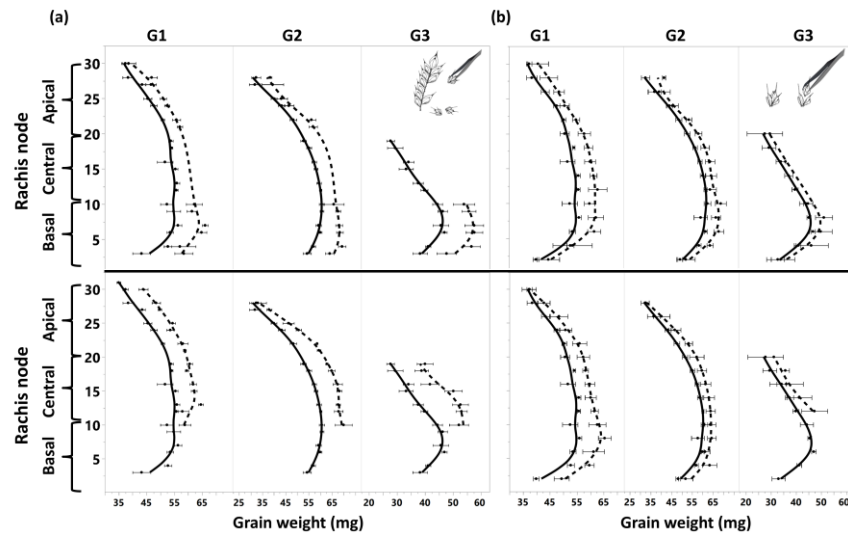 (a) (b)
G1 G2 G3 G1 G2 G3
Rachis node
Apical
Central
Basal
30
25
20
15
10
5
Rachis node
Apical
Central
Basal
30
25
20
15
10
5
35 45 55 65 35 45 55 65 20 30 40 50 60 35 45 55 65 35 45 55 65 20 30 40 50 60
Grain weight (mg) Grain weight (mg)